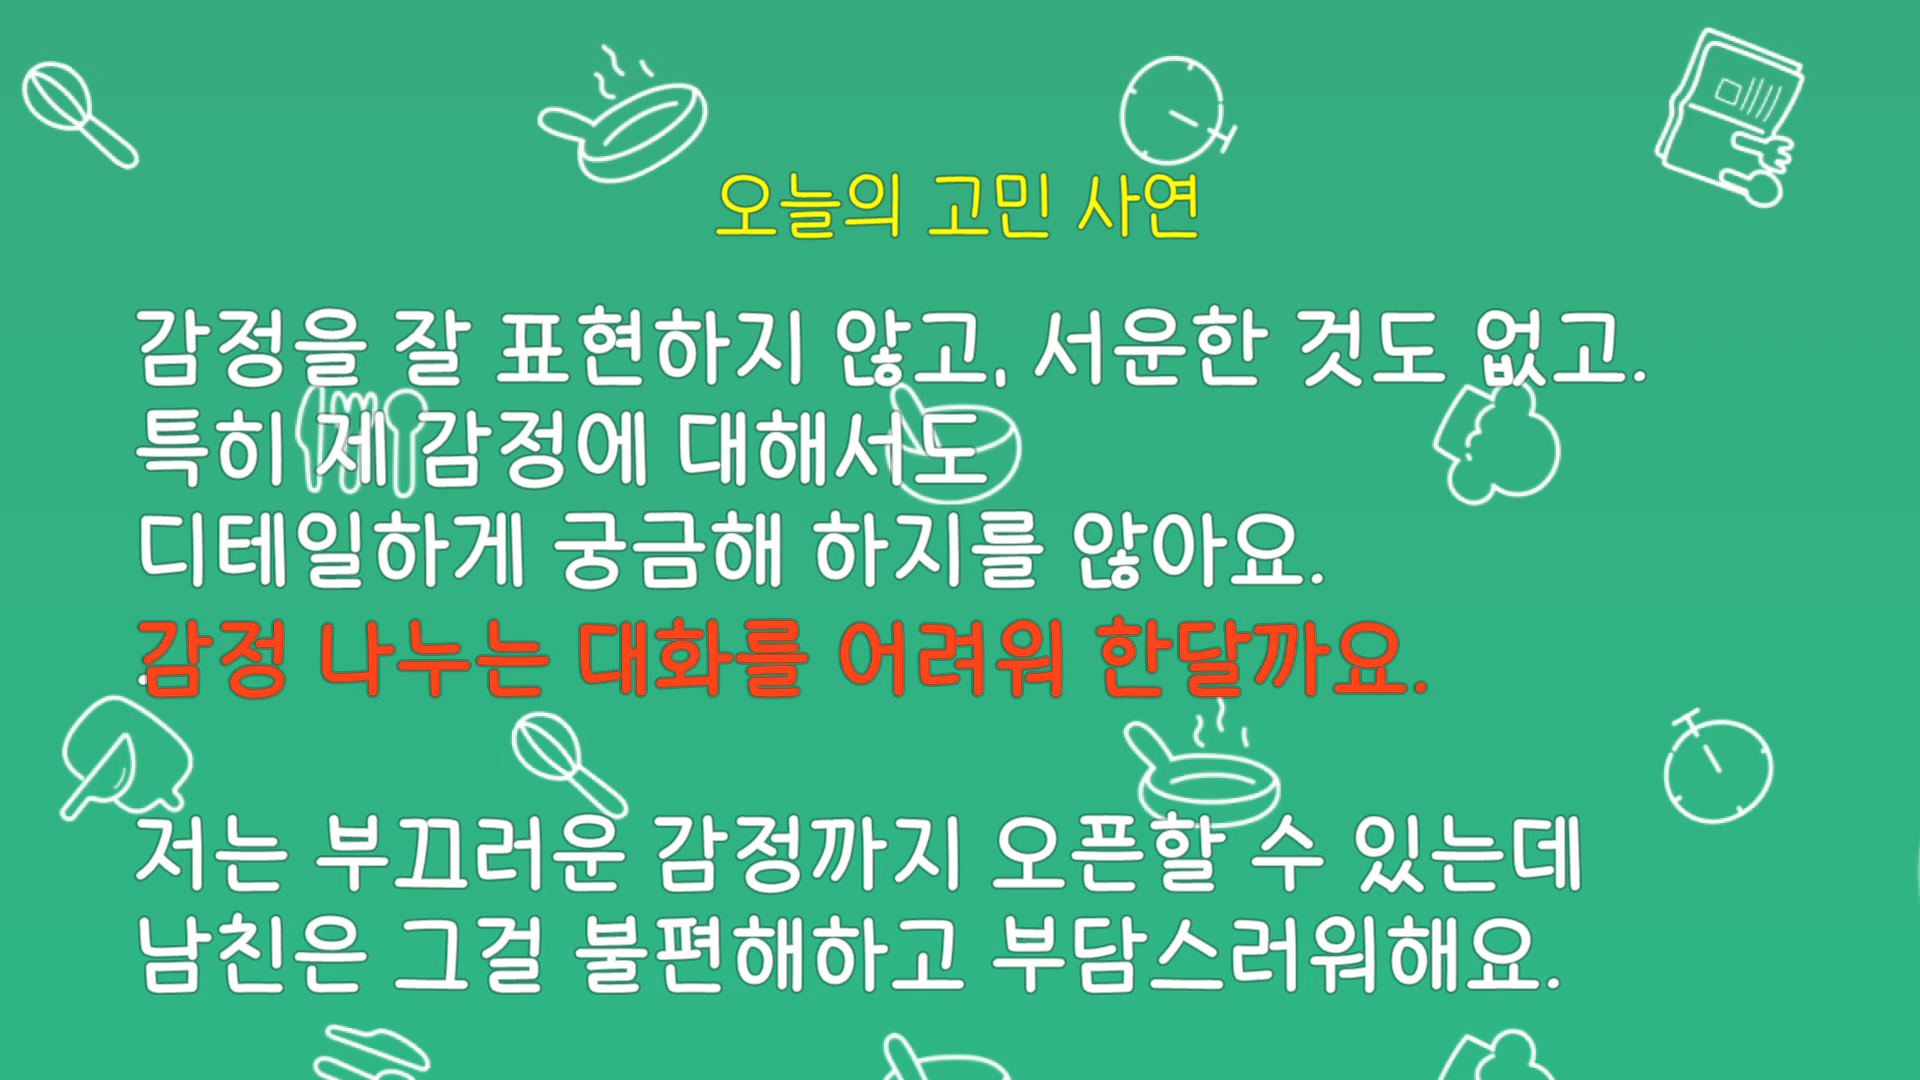 오늘의 고민 사연
감정을 잘 표현하지 않고, 서운한 것도 없고.
특히 제 감정에 대해서도
디테일하게 궁금해 하지를 않아요.
감정 나누는 대화를 어려워 한달까요.
저는 부끄러운 감정까지 오픈할 수 있는데
남친은 그걸 불편해하고 부담스러워해요.